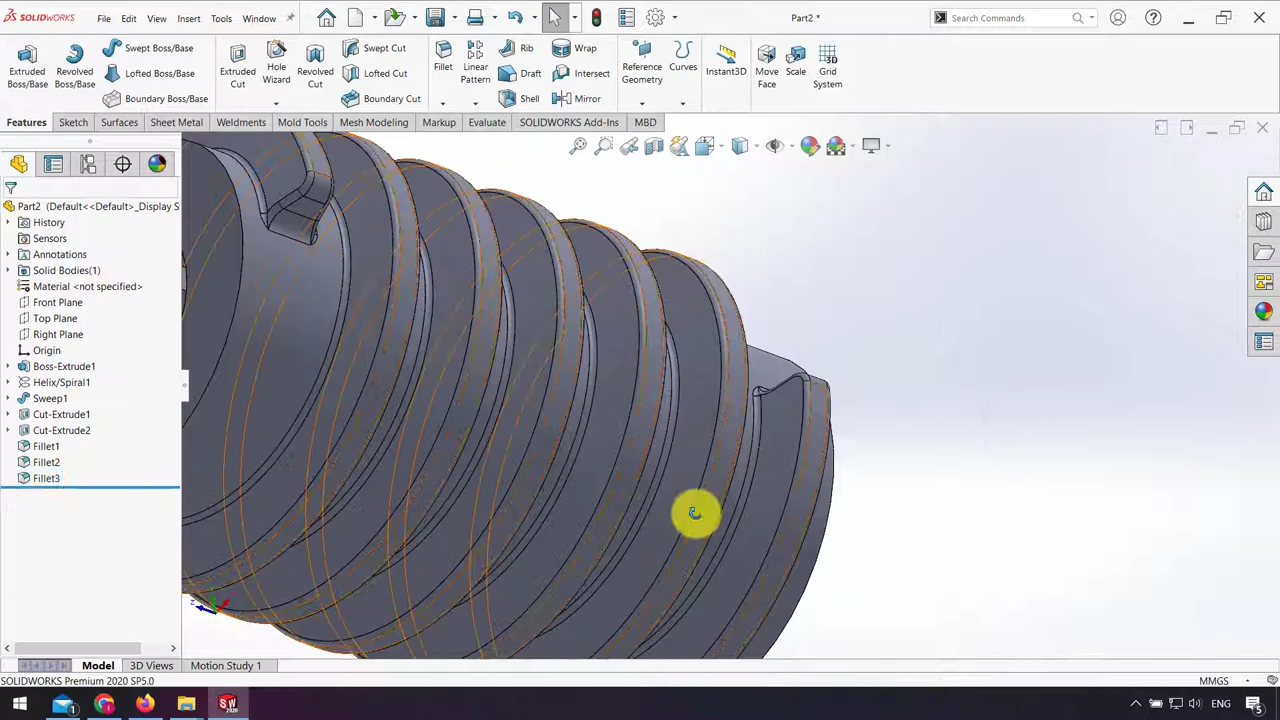 SOLIDWORKS
File
Edit
View
Insert
Tools
Window
Part2 *
Search Commands
Extruded Boss/Base
Revolved Boss/Base
Swept Boss/Base
Lofted Boss/Base
Boundary Boss/Base
Extruded Cut
Hole Wizard
Revolved Cut
Swept Cut
Lofted Cut
Boundary Cut
Fillet
Linear Pattern
Rib
Draft
Shell
Wrap
Intersect
Mirror
Reference Geometry
Curves
Instant3D
Move Face
Scale
Grid System
Features
Sketch
Surfaces
Sheet Metal
Weldments
Mold Tools
Mesh Modeling
Markup
Evaluate
SOLIDWORKS Add-Ins
MBD
Part2 (Default<<Default>_Display S
History
Sensors
Annotations
Solid Bodies(1)
Material <not specified>
Front Plane
Top Plane
Right Plane
Origin
Boss-Extrude1
Helix/Spiral1
Sweep1
Cut-Extrude1
Cut-Extrude2
Fillet1
Fillet2
Fillet3
z
Model
3D Views
Motion Study 1
SOLIDWORKS Premium 2020 SP5.0
MMGS
ENG